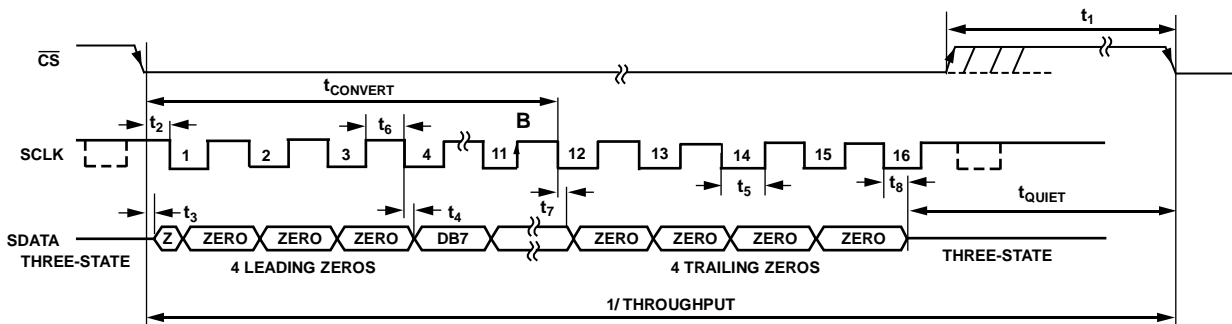 t1
CS
tCONVERT
B
t2
t6
SCLK
1
2
3
4
11
12
13
14
15
16
t5
t8
tQUIET
t3
t4
t7
SDATA
Z
ZERO
ZERO
ZERO
DB7
ZERO
ZERO
ZERO
ZERO
THREE-STATE
4 LEADING ZEROS
4 TRAILING ZEROS
THREE-STATE
1/ THROUGHPUT